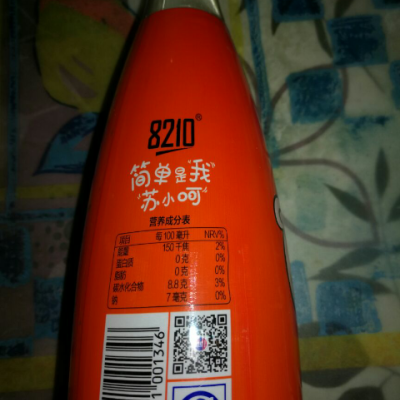 8210®
简单是"我"
"苏小呵"
营养成分表
项目 每100毫升 NRV%
能量 150千焦 2%
蛋白质 0克 0%
脂肪 0克 0%
碳水化合物 8.8克 3%
钠 7毫克 0%
1001346